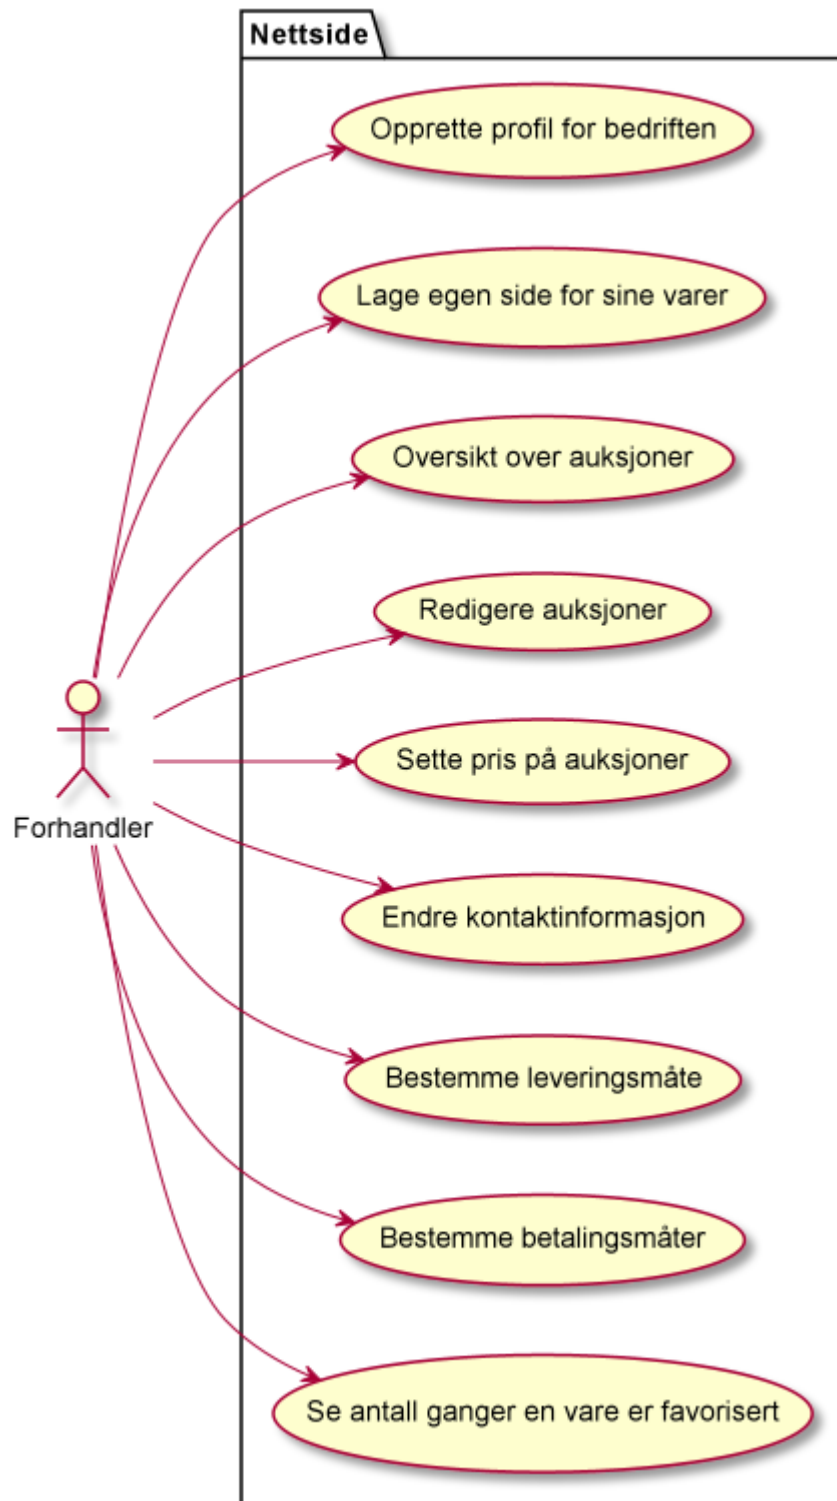 Nettside
Opprette profil for bedriften
Lage egen side for sine varer
Oversikt over auksjoner
Redigere auksjoner
Sette pris på auksjoner
Forhandler
Endre kontaktinformasjon
Bestemme leveringsmåte
Bestemme betalingsmåter
Se antall ganger en vare er favorisert